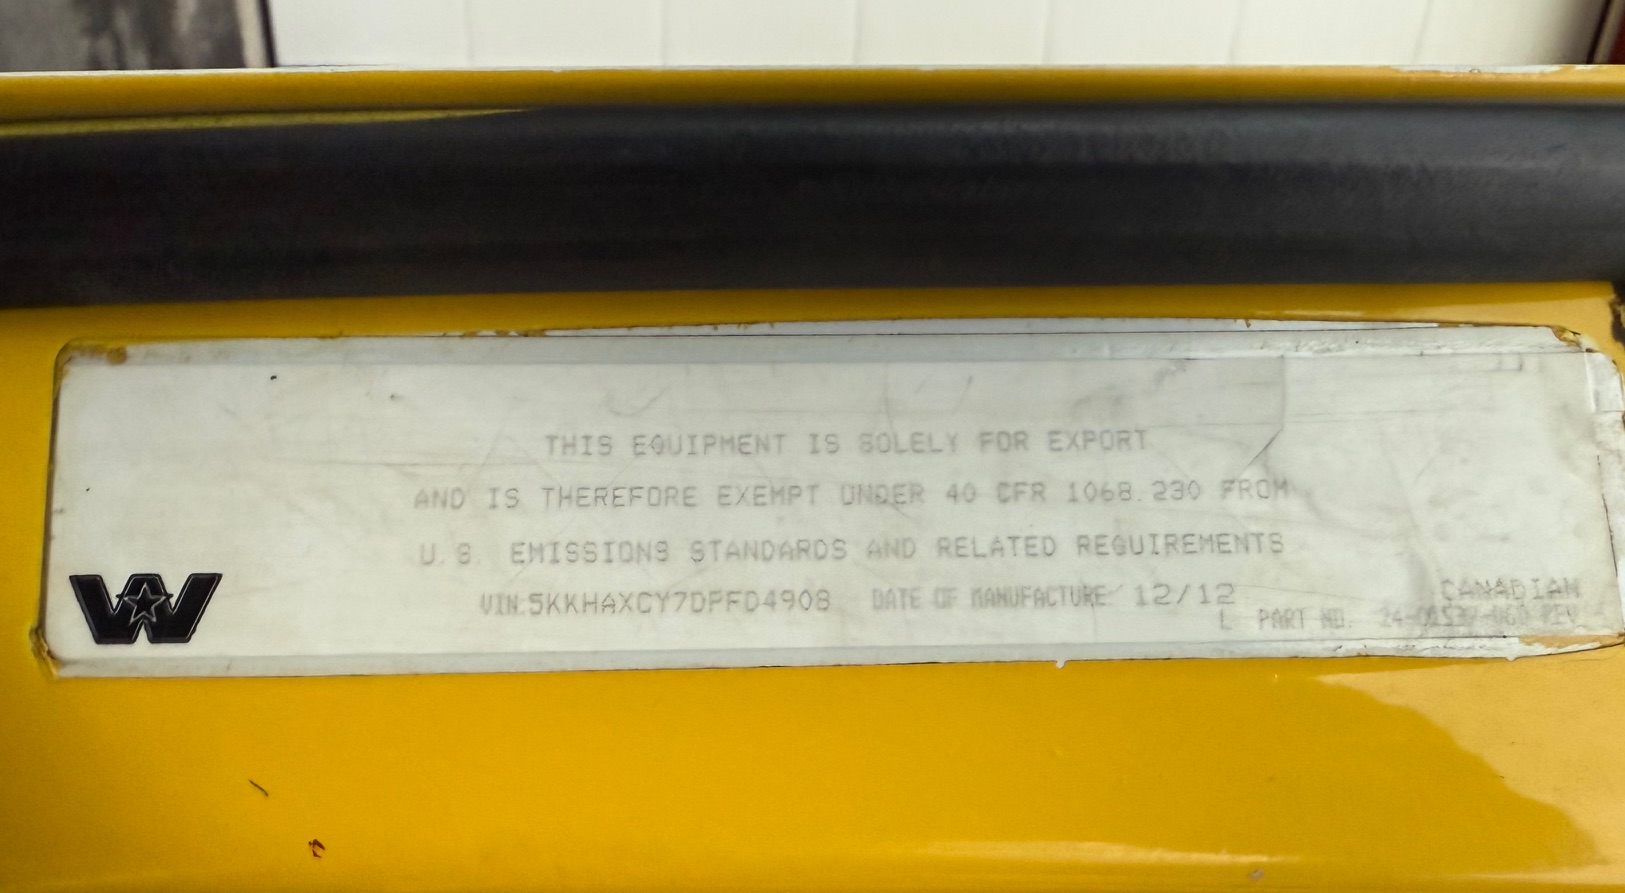 THIS EQUIPMENT IS SOLELY FOR EXPORT
AND IS THEREFORE EXEMPT UNDER 40 CFR 1068.230 FROM
U.S. EMISSIONS STANDARDS AND RELATED REQUIREMENTS
VIN:5KKHAXCY7DPFD4908 DATE OF MANUFACTURE 12/12
CANADIAN
L PART NO. REV
W